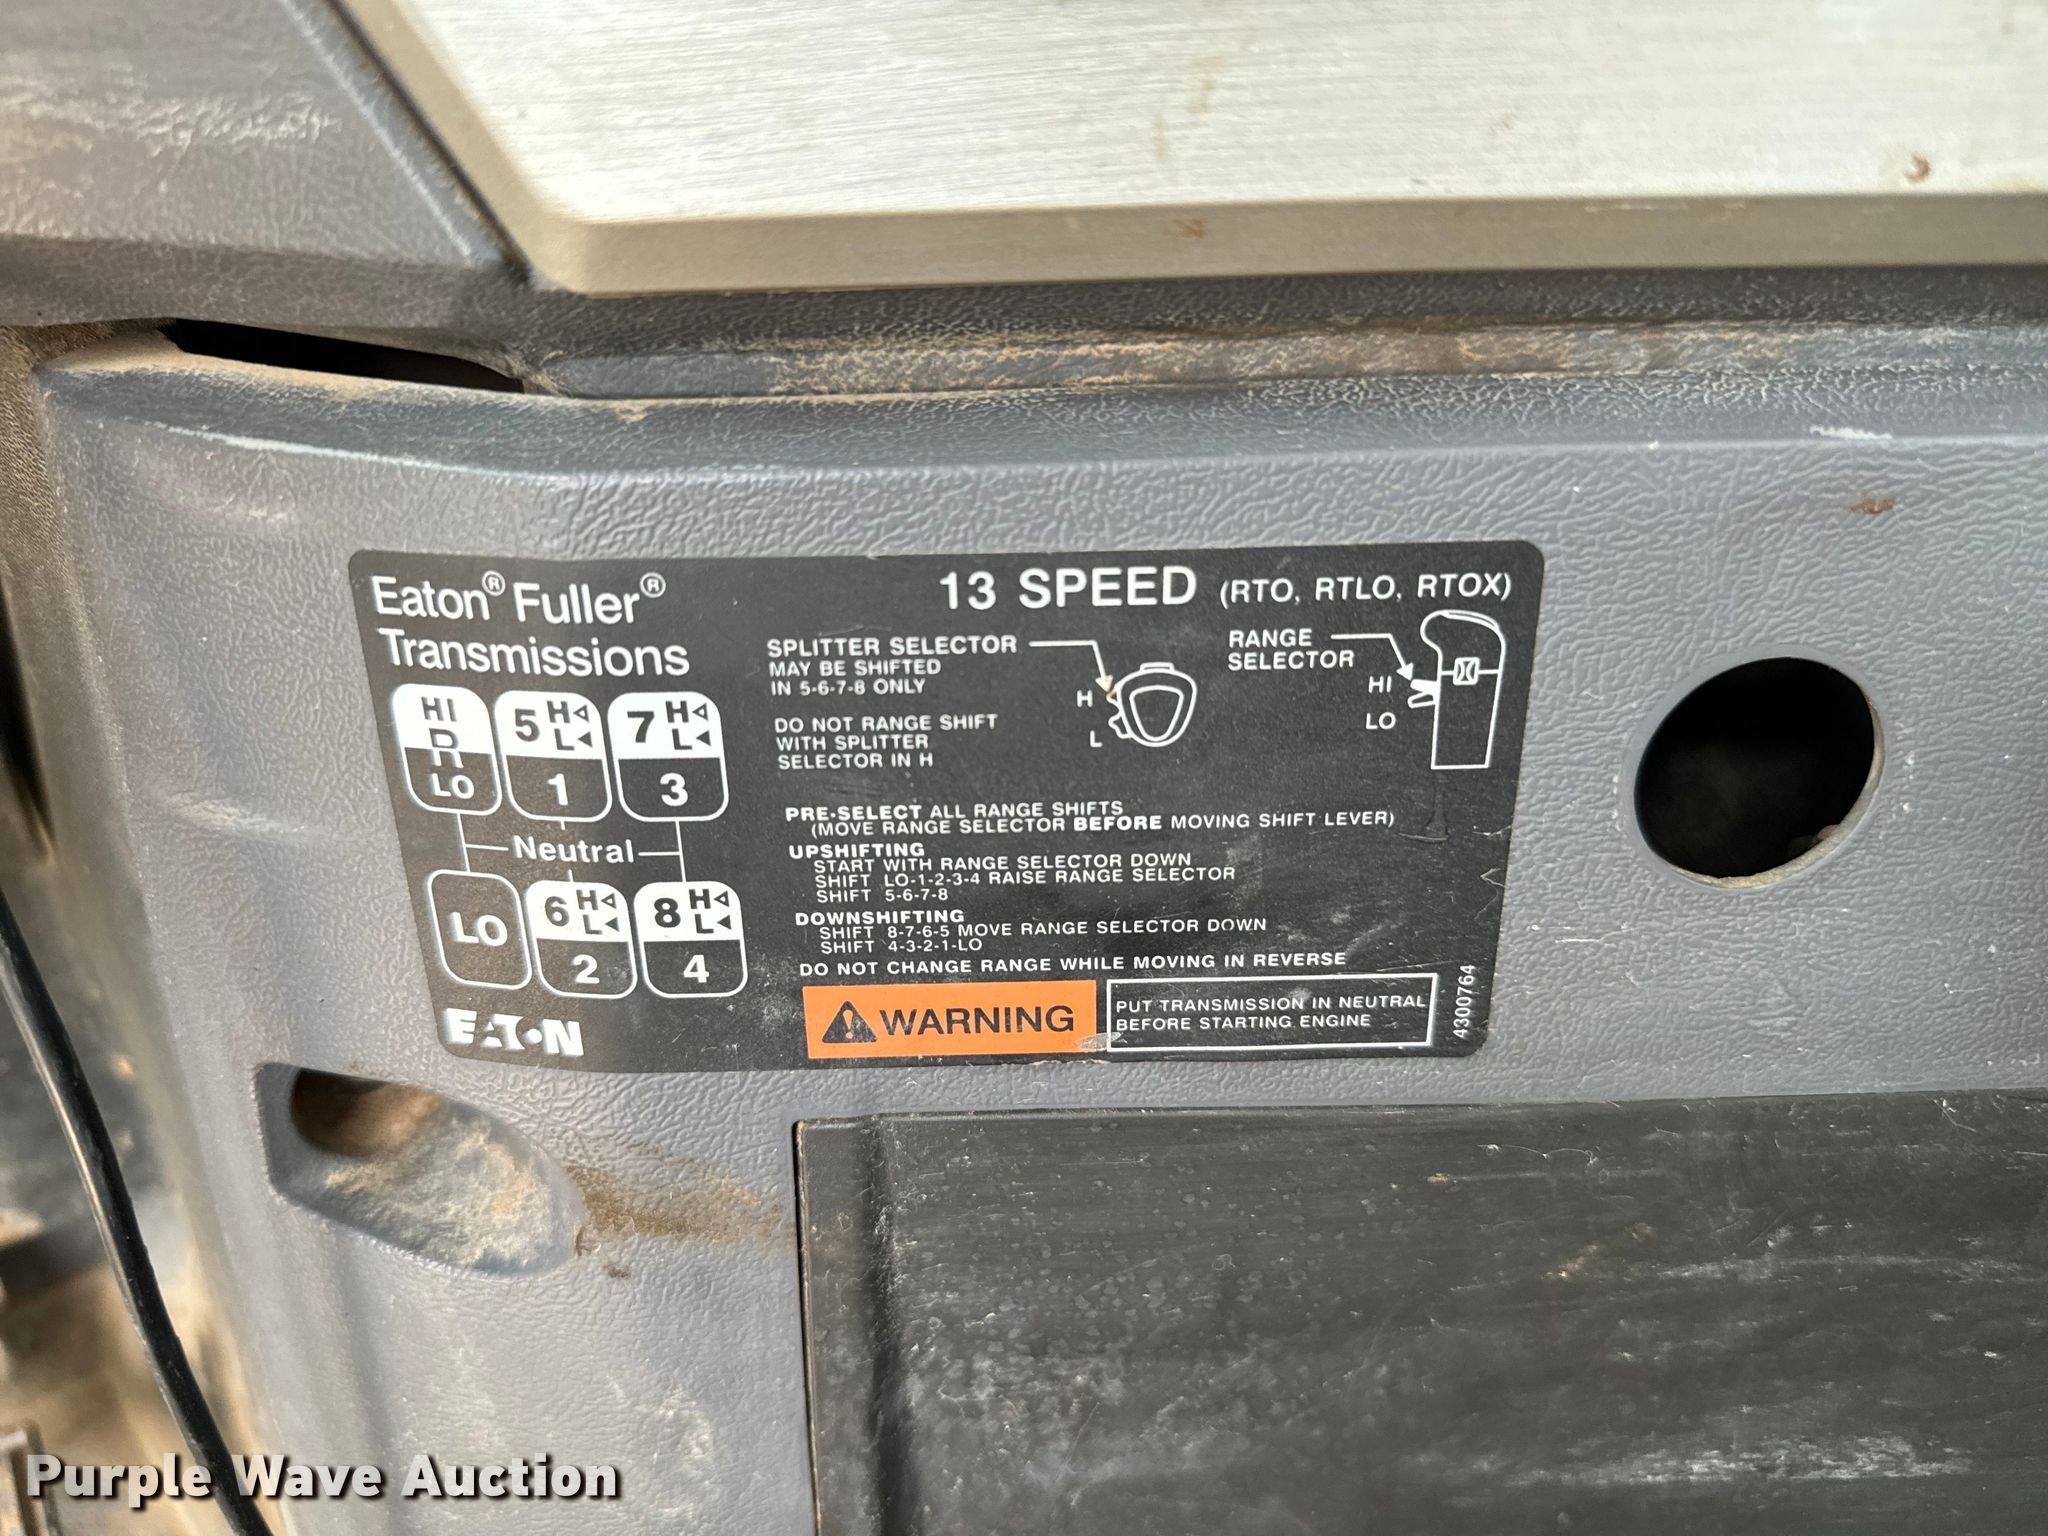 Eaton® Fuller®
Transmissions
13 SPEED (RTO, RTLO, RTOX)
SPLITTER SELECTOR
MAY BE SHIFTED
IN 5-6-7-8 ONLY
DO NOT RANGE SHIFT
WITH SPLITTER
SELECTOR IN H
H
L
RANGE
SELECTOR
HI
LO
HI
R
LO
5 H
L
1
7 H
L
3
Neutral
LO
6 H
L
2
8 H
L
4
PRE-SELECT ALL RANGE SHIFTS
(MOVE RANGE SELECTOR BEFORE MOVING SHIFT LEVER)
UPSHIFTING
START WITH RANGE SELECTOR DOWN
SHIFT LO-1-2-3-4 RAISE RANGE SELECTOR
SHIFT 5-6-7-8
DOWNSHIFTING
SHIFT 8-7-6-5 MOVE RANGE SELECTOR DOWN
SHIFT 4-3-2-1-LO
DO NOT CHANGE RANGE WHILE MOVING IN REVERSE
EATON
WARNING
PUT TRANSMISSION IN NEUTRAL
BEFORE STARTING ENGINE
4300764
Purple Wave Auction